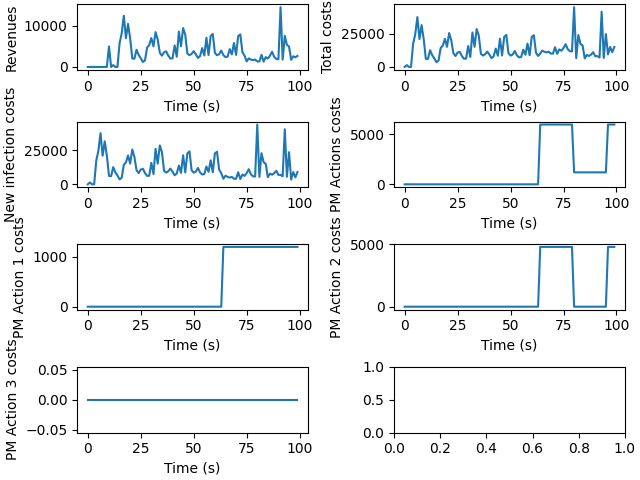 Revenues
10000
0
0 25 50 75 100
Time (s)
Total costs
25000
0
0 25 50 75 100
Time (s)
New infection costs
25000
0
0 25 50 75 100
Time (s)
PM Actions costs
5000
0
0 25 50 75 100
Time (s)
PM Action 1 costs
1000
0
0 25 50 75 100
Time (s)
PM Action 2 costs
5000
0
0 25 50 75 100
Time (s)
PM Action 3 costs
0.05
0.00
−0.05
0 25 50 75 100
Time (s)
1.0
0.5
0.0
0.0 0.2 0.4 0.6 0.8 1.0